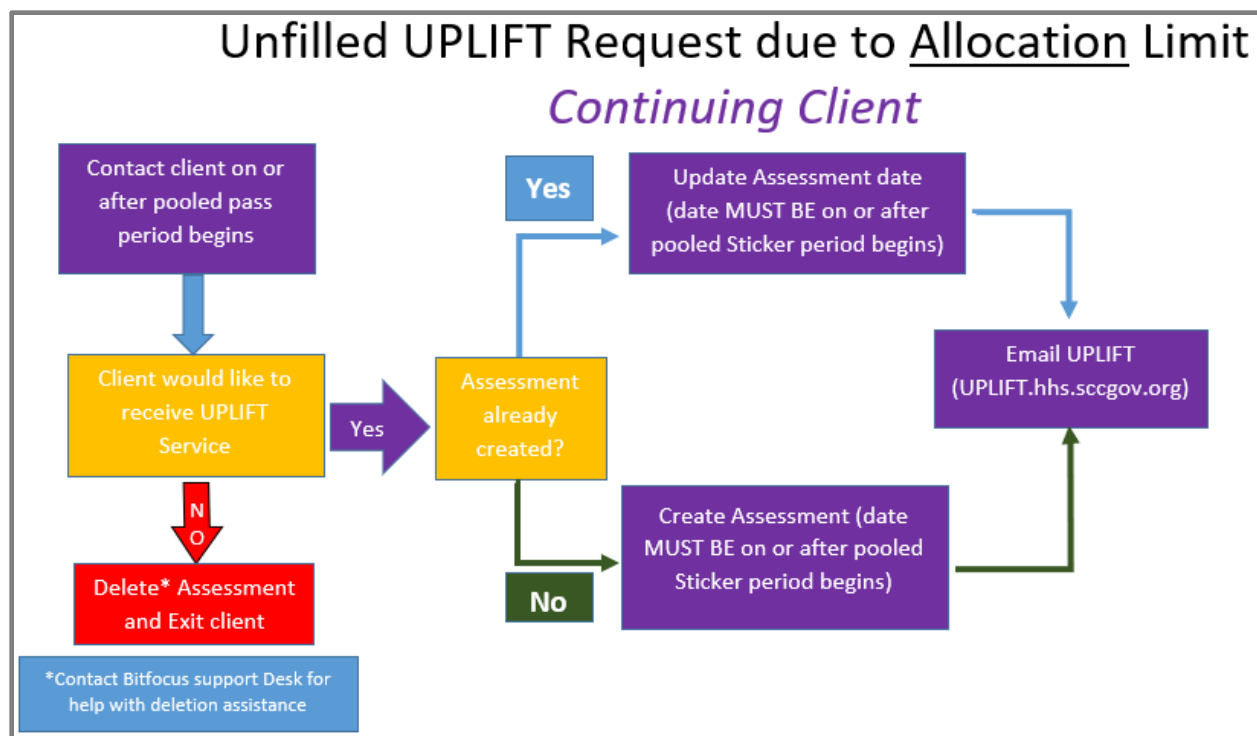 Unfilled UPLIFT Request due to Allocation Limit
Continuing Client
Contact client on or
after pooled pass
period begins
Yes
Update Assessment date
(date MUST BE on or after
pooled Sticker period begins)
Client would like to
receive UPLIFT
Service
Yes
Assessment
already
created?
Email UPLIFT
(UPLIFT.hhs.sccgov.org)
N
O
Create Assessment (date
MUST BE on or after pooled
Sticker period begins)
No
Delete* Assessment
and Exit client
*Contact Bitfocus support Desk for
help with deletion assistance